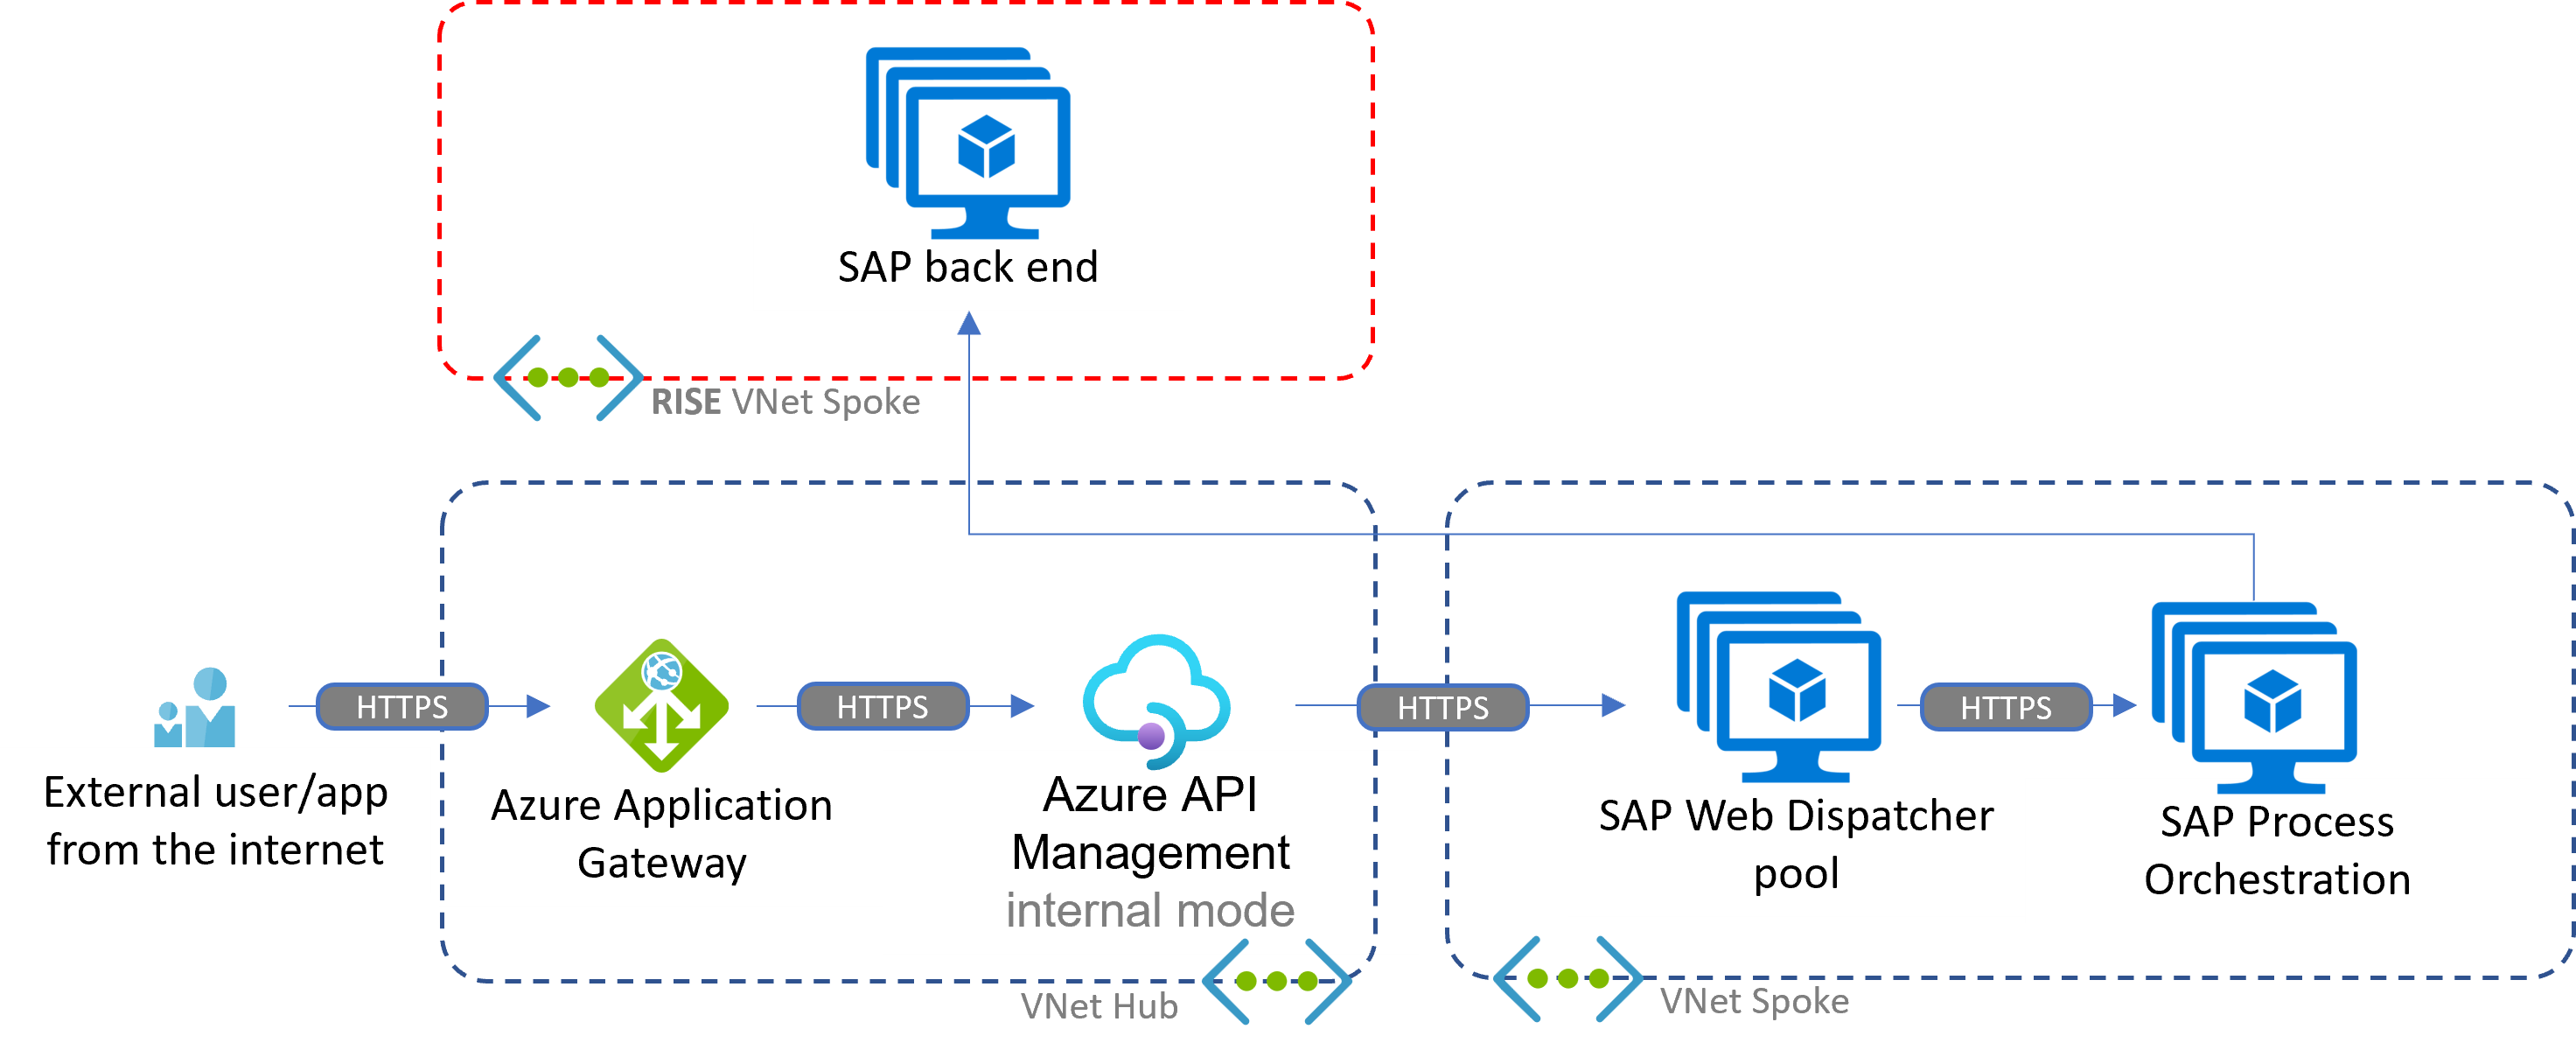 SAP back end
RISE VNet Spoke
HTTPS
HTTPS
HTTPS
HTTPS
External user/app
from the internet
Azure Application
Gateway
Azure API
Management
internal mode
SAP Web Dispatcher
pool
SAP Process
Orchestration
VNet Hub
VNet Spoke